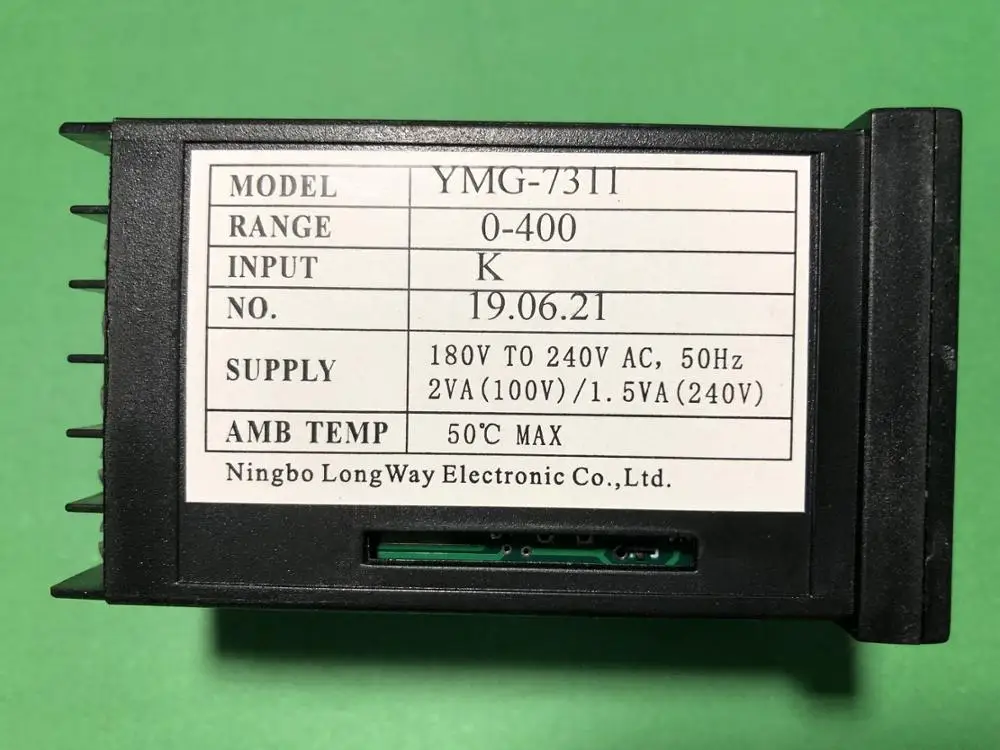 MODEL YMG-7311
RANGE 0-400
INPUT K
NO. 19.06.21
SUPPLY 180V TO 240V AC, 50Hz
2VA(100V)/1.5VA(240V)
AMB TEMP 50℃ MAX
Ningbo LongWay Electronic Co.,Ltd.